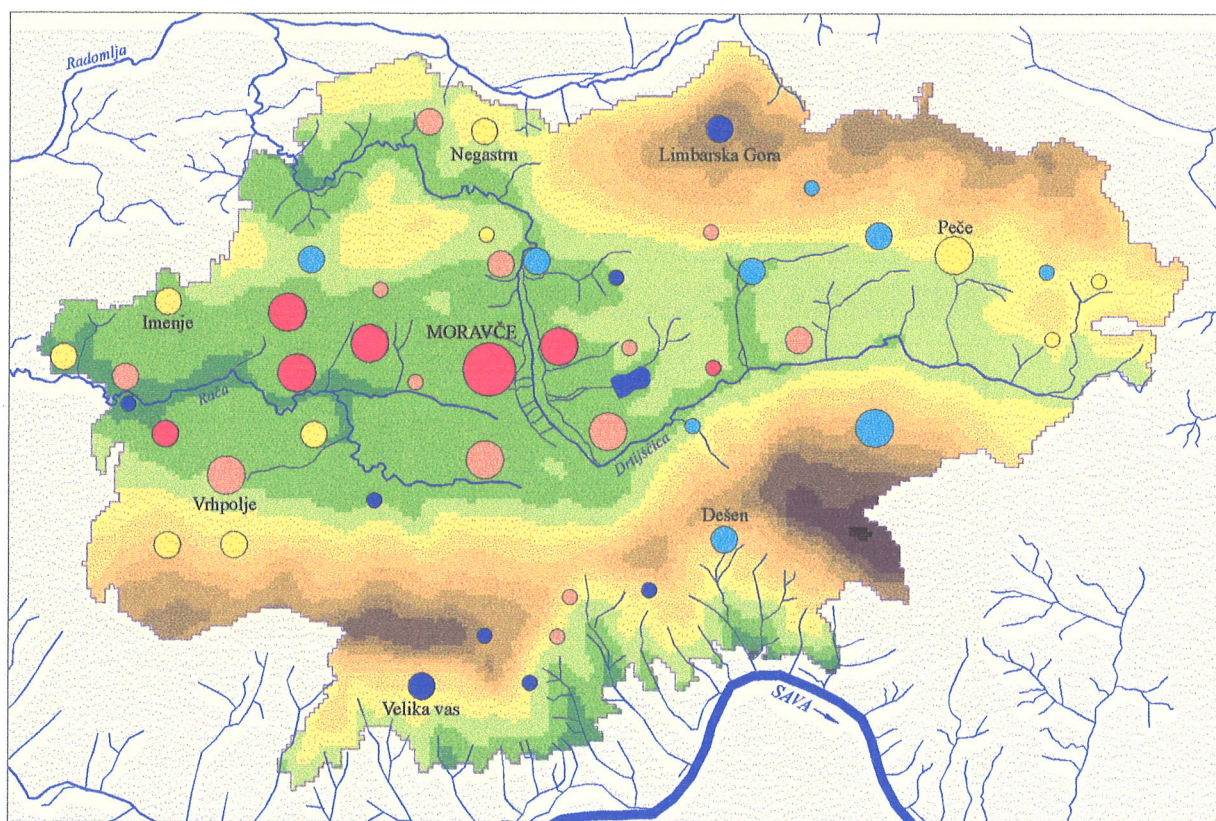 Radomlja
Negastrn
Limbarska Gora
Peče
Imenje
MORAVČE
Rača
Drtijščica
Vrhpolje
Dešen
Velika vas
SAVA